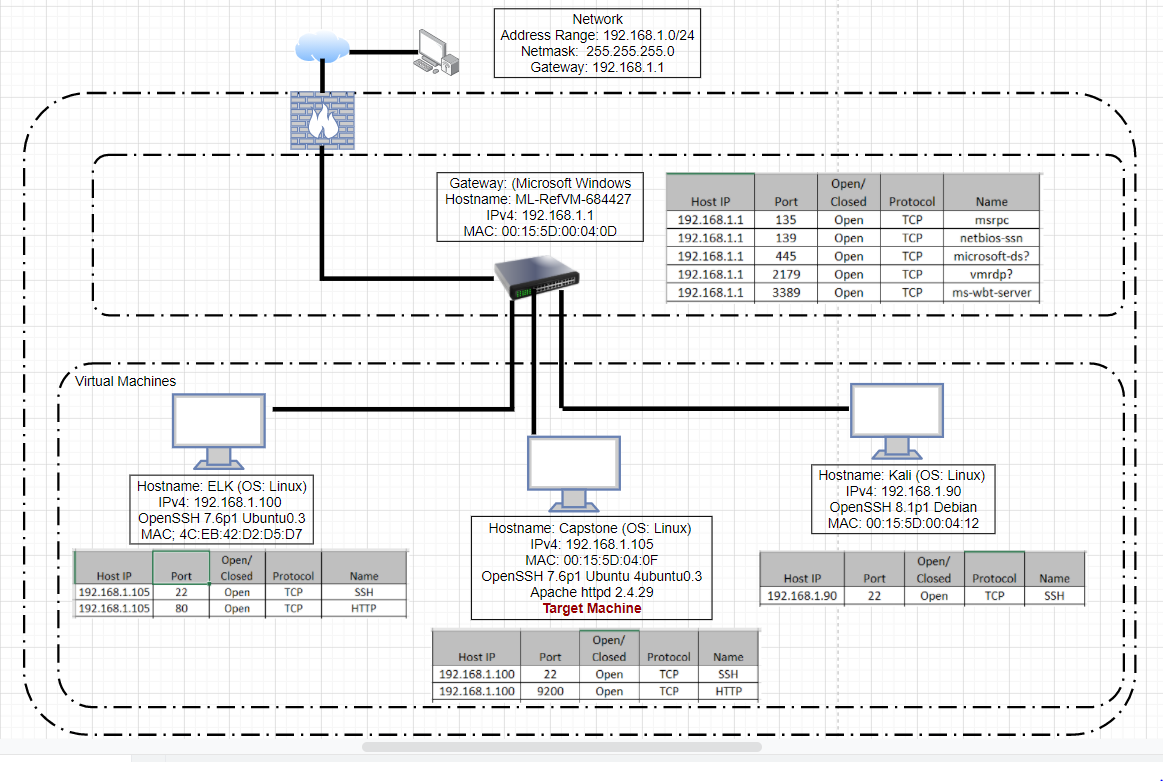 Network
Address Range: 192.168.1.0/24
Netmask: 255.255.255.0
Gateway: 192.168.1.1
Gateway: (Microsoft Windows
Hostname: ML-RefVM-684427
IPv4: 192.168.1.1
MAC: 00:15:5D:00:04:0D
Host IP Port Open/ Closed Protocol Name
192.168.1.1 135 Open TCP msrpc
192.168.1.1 139 Open TCP netbios-ssn
192.168.1.1 445 Open TCP microsoft-ds?
192.168.1.1 2179 Open TCP vmrdp?
192.168.1.1 3389 Open TCP ms-wbt-server
Virtual Machines
Hostname: ELK (OS: Linux)
IPv4: 192.168.1.100
OpenSSH 7.6p1 Ubuntu0.3
MAC; 4C:EB:42:D2:D5:D7
Host IP Port Open/ Closed Protocol Name
192.168.1.105 22 Open TCP SSH
192.168.1.105 80 Open TCP HTTP
Hostname: Capstone (OS: Linux)
IPv4: 192.168.1.105
MAC: 00:15:5D:04:0F
OpenSSH 7.6p1 Ubuntu 4ubuntu0.3
Apache httpd 2.4.29
Target Machine
Host IP Port Open/ Closed Protocol Name
192.168.1.100 22 Open TCP SSH
192.168.1.100 9200 Open TCP HTTP
Hostname: Kali (OS: Linux)
IPv4: 192.168.1.90
OpenSSH 8.1p1 Debian
MAC: 00:15:5D:00:04:12
Host IP Port Open/ Closed Protocol Name
192.168.1.90 22 Open TCP SSH